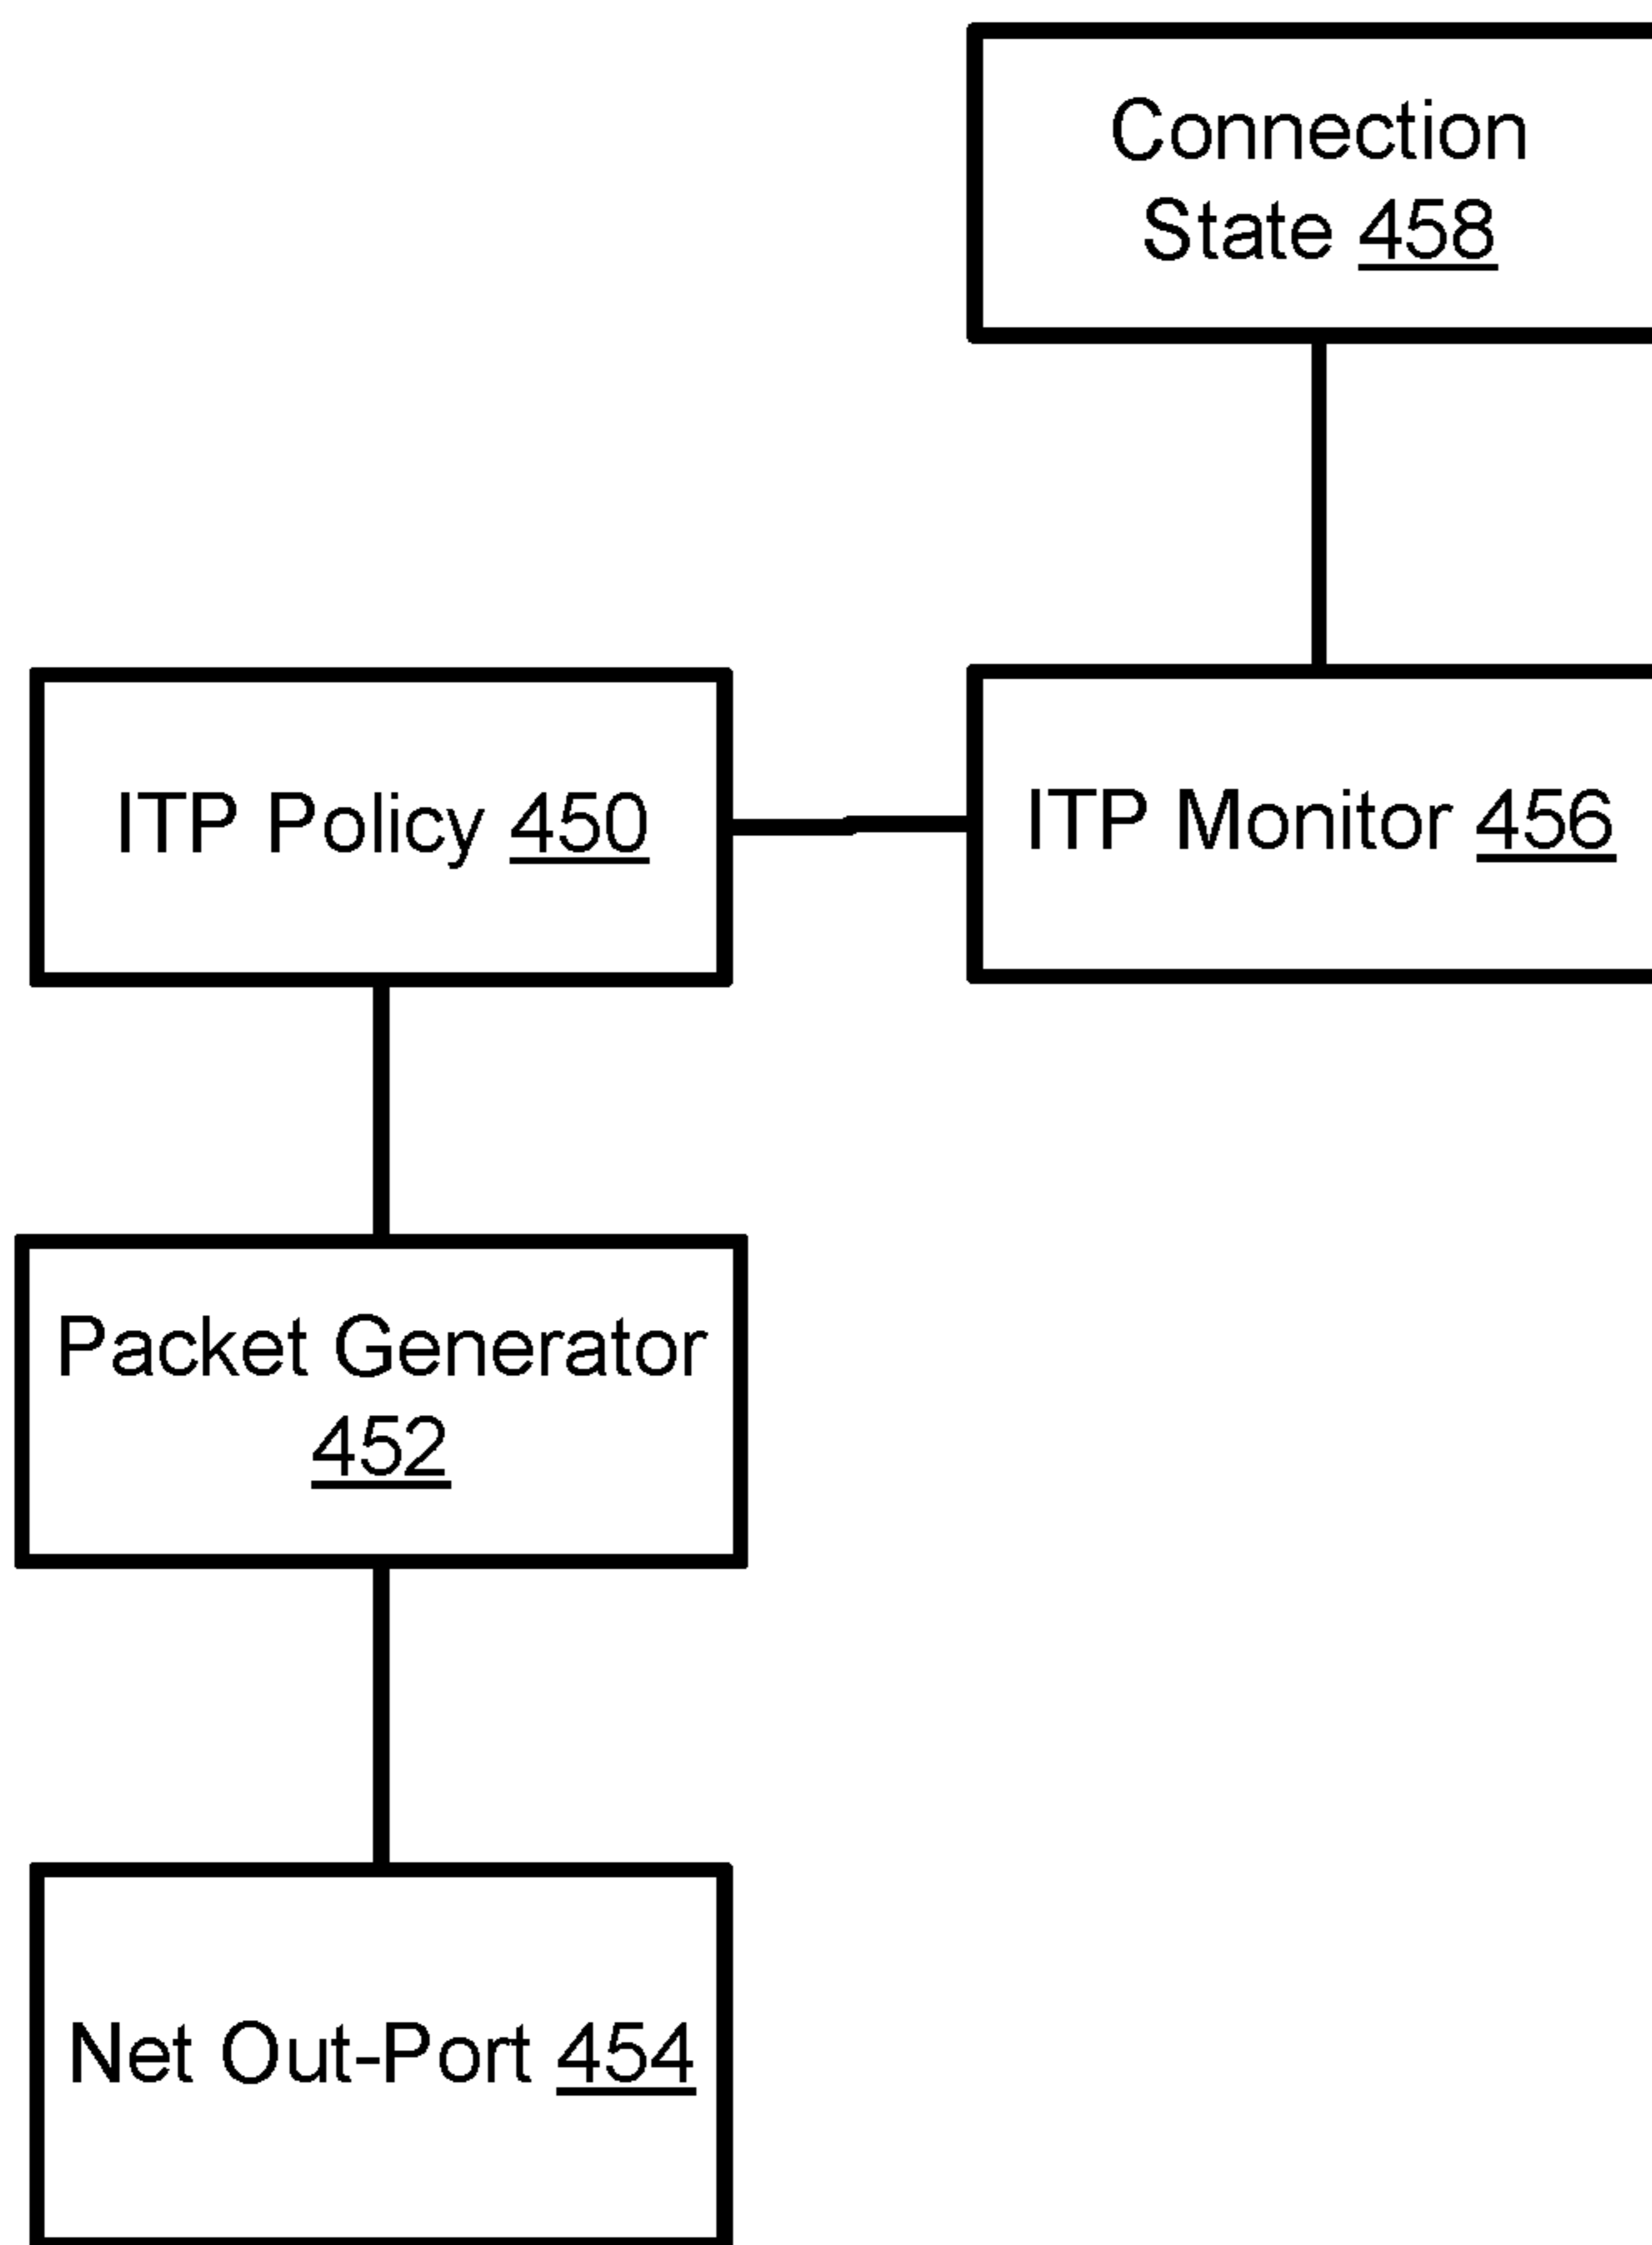 Connection
State 458
ITP Policy 450
ITP Monitor 456
Packet Generator
452
Net Out-Port 454